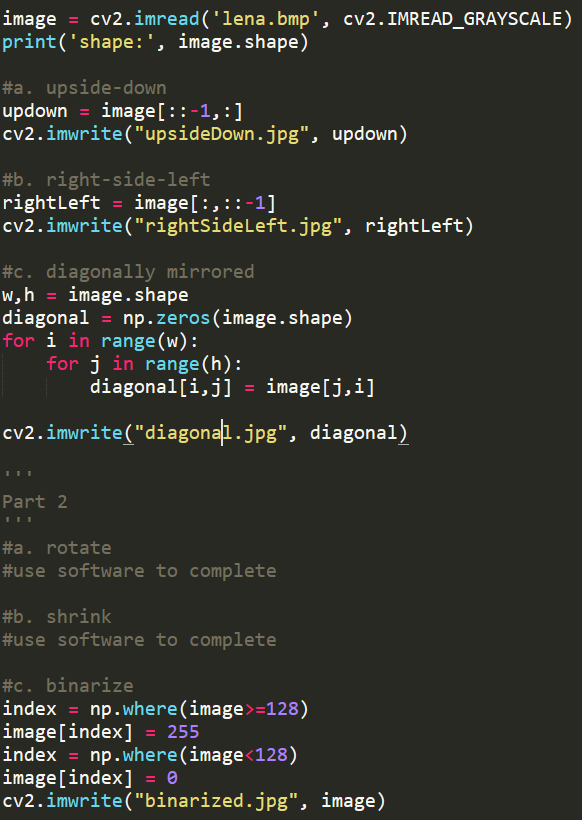 image = cv2.imread('lena.bmp', cv2.IMREAD_GRAYSCALE)
print('shape:', image.shape)

#a. upside-down
updown = image[::-1,:]
cv2.imwrite("upsideDown.jpg", updown)

#b. right-side-left
rightLeft = image[:,::-1]
cv2.imwrite("rightSideLeft.jpg", rightLeft)

#c. diagonally mirrored
w,h = image.shape
diagonal = np.zeros(image.shape)
for i in range(w):
    for j in range(h):
        diagonal[i,j] = image[j,i]

cv2.imwrite("diagonal.jpg", diagonal)

'''
Part 2
'''
#a. rotate
#use software to complete

#b. shrink
#use software to complete

#c. binarize
index = np.where(image>=128)
image[index] = 255
index = np.where(image<128)
image[index] = 0
cv2.imwrite("binarized.jpg", image)